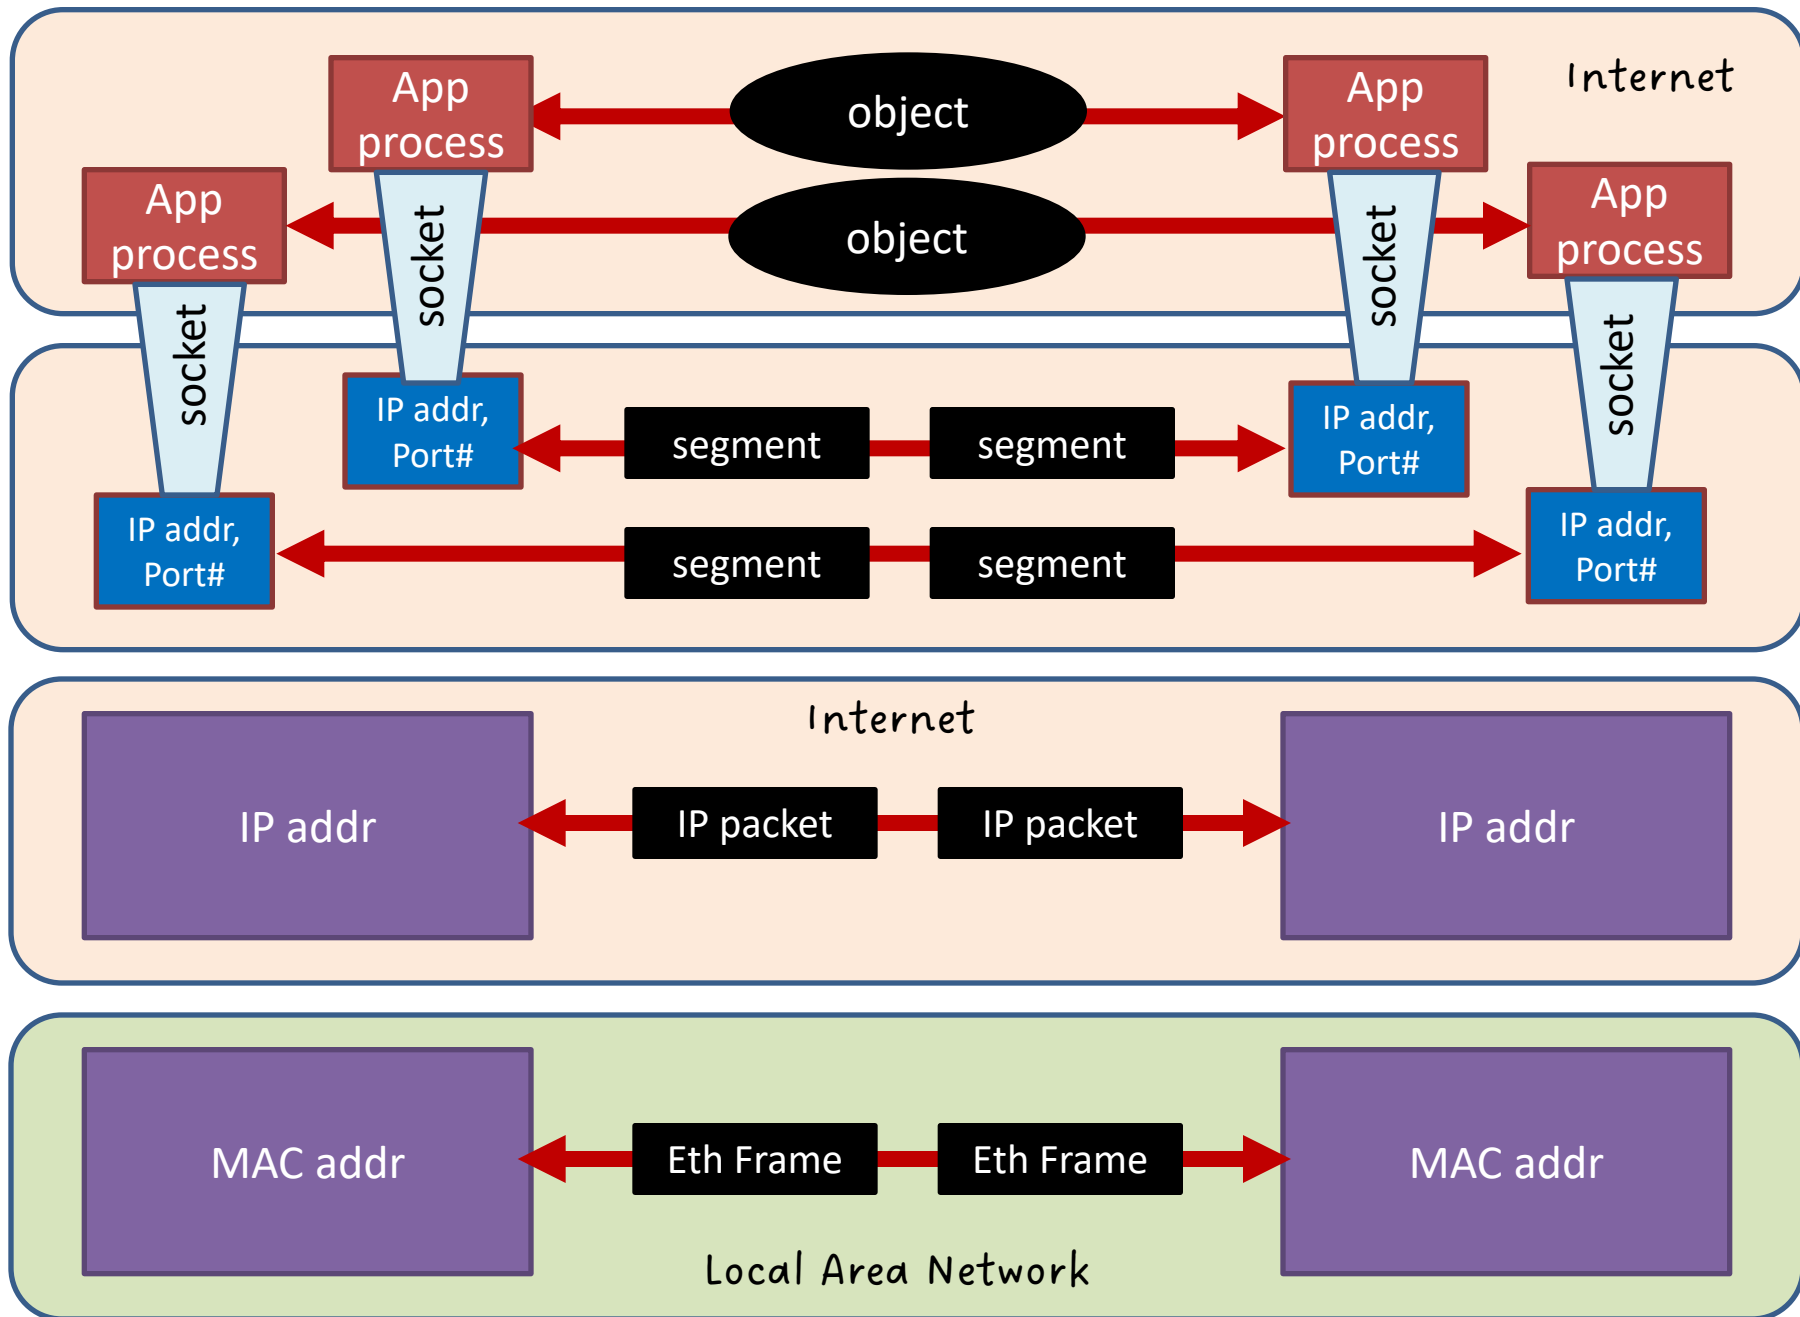 Internet
App
process
object
App
process
App
process
object
App
process
socket
socket
socket
socket
IP addr,
Port#
segment
segment
IP addr,
Port#
IP addr,
Port#
segment
segment
IP addr,
Port#
Internet
IP addr
IP packet
IP packet
IP addr
MAC addr
Eth Frame
Eth Frame
MAC addr
Local Area Network